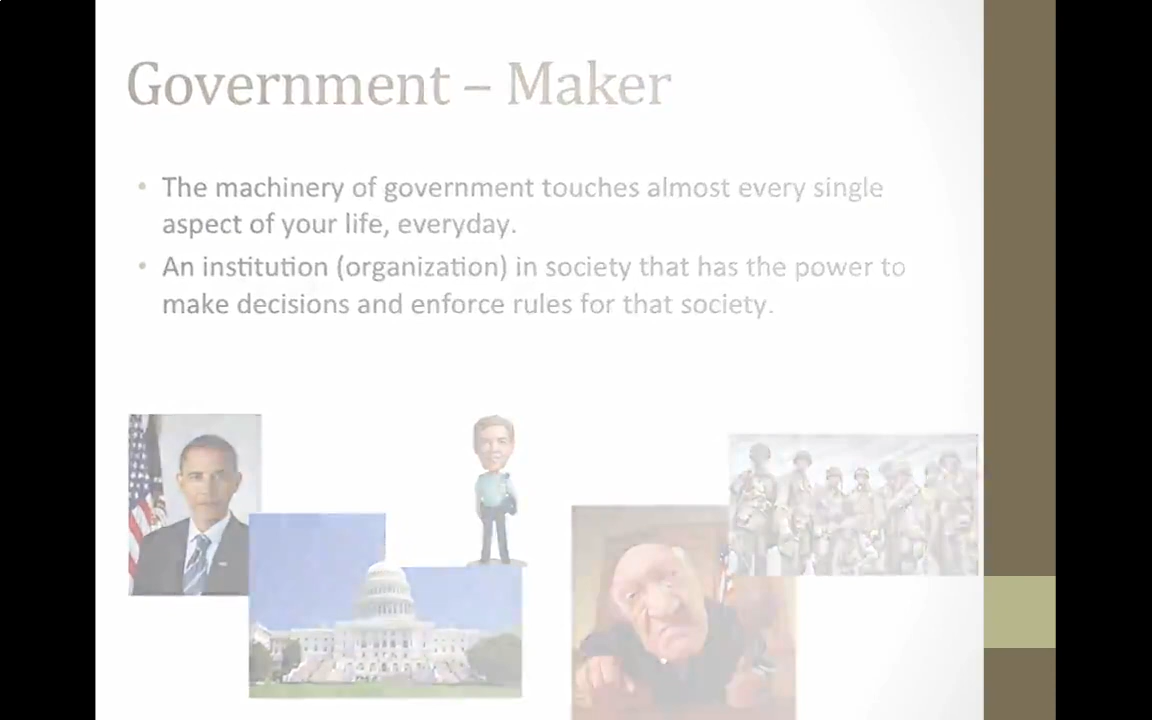 Government – Maker
• The machinery of government touches almost every single
aspect of your life, everyday.
• An institution (organization) in society that has the power to
make decisions and enforce rules for that society.